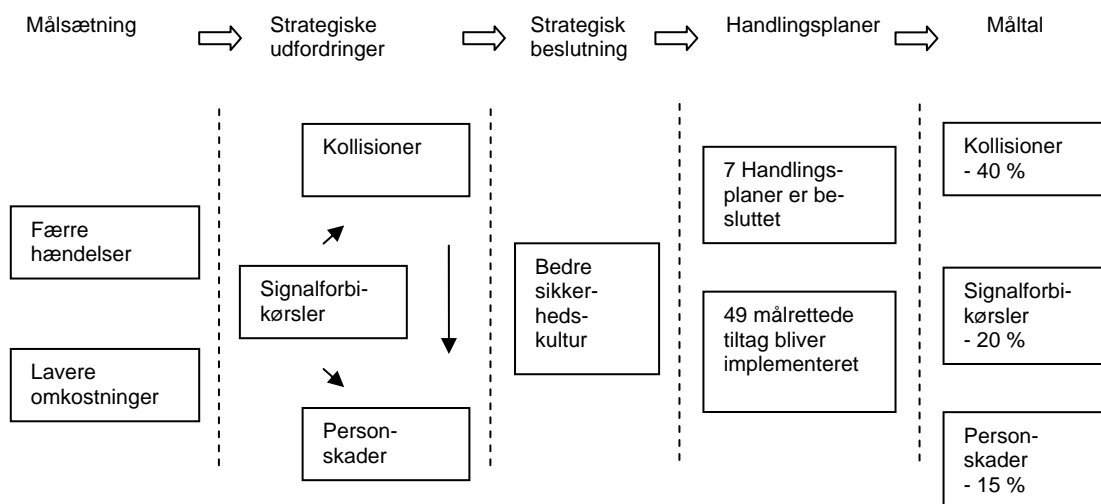 Målsætning
Strategiske
udfordringer
Strategisk
beslutning
Handlingsplaner
Måltal
Færre
hændelser
Lavere
omkostninger
Kollisioner
Signalforbi-
kørsler
Person-
skader
Bedre
sikker-
heds-
kultur
7 Handlings-
planer er be-
sluttet
49 målrettede
tiltag bliver
implementeret
Kollisioner
- 40 %
Signalforbi-
kørsler
- 20 %
Person-
skader
- 15 %